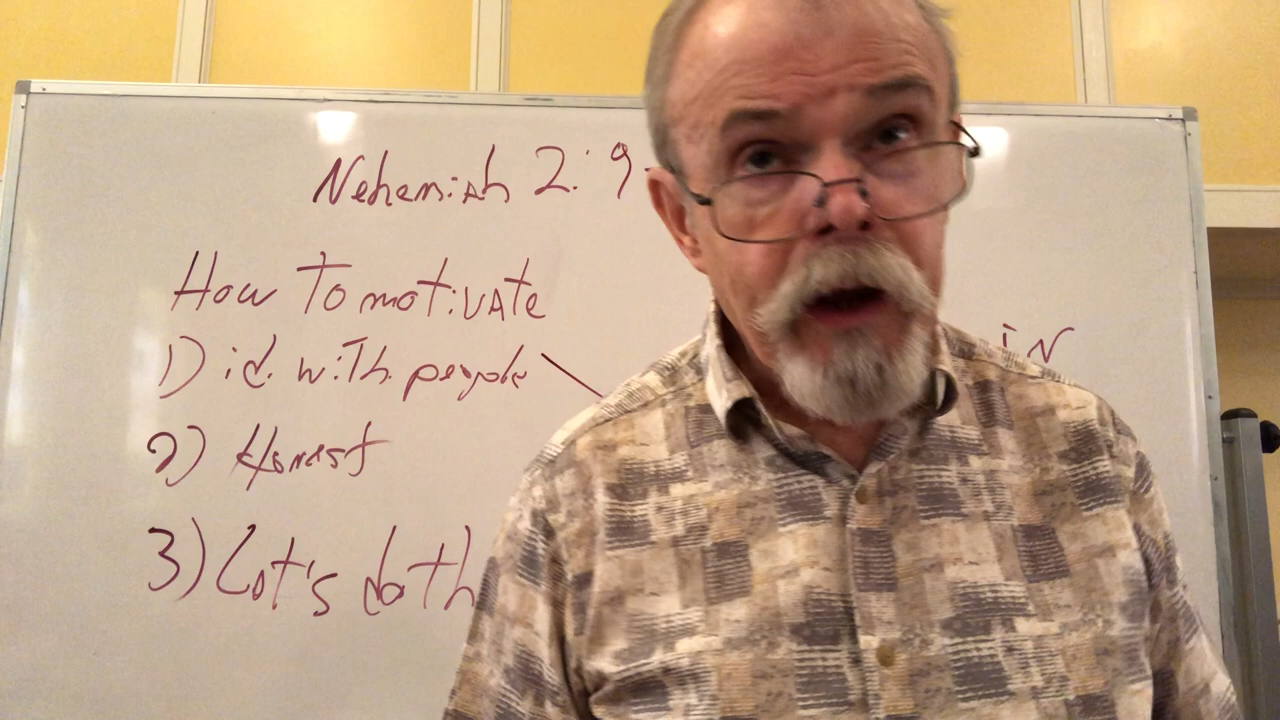 Nehemiah 2:9-
How To motivate
1) id. with people
in
2) Honest
3) Let's do th